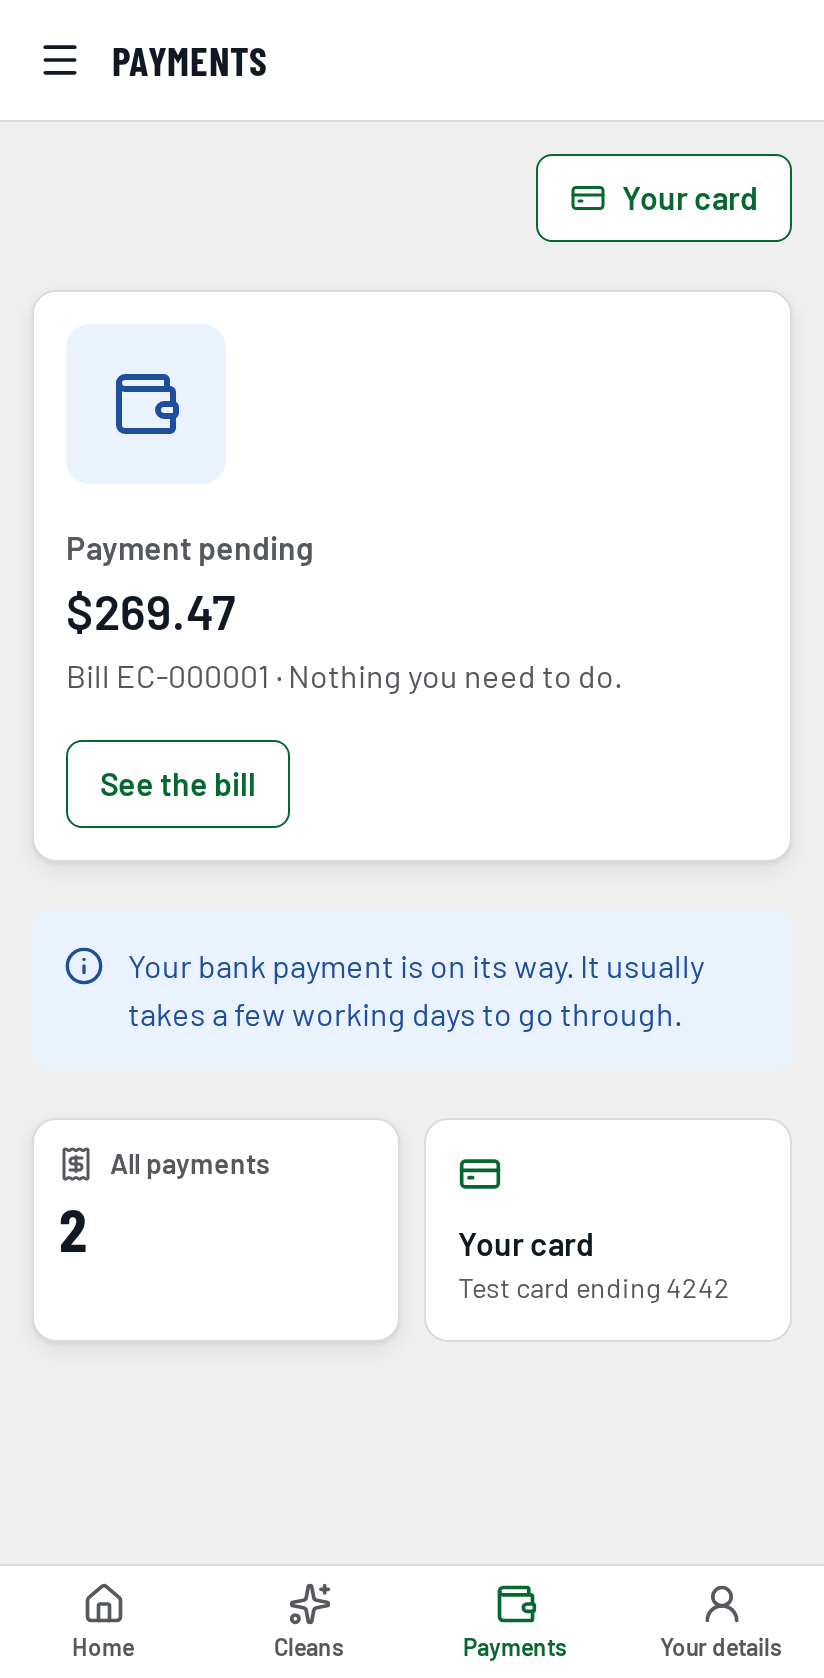 PAYMENTS
Your card
Payment pending
$269.47
Bill EC-000001 · Nothing you need to do.
See the bill
Your bank payment is on its way. It usually
takes a few working days to go through.
All payments
2
Your card
Test card ending 4242
Home
Cleans
Payments
Your details